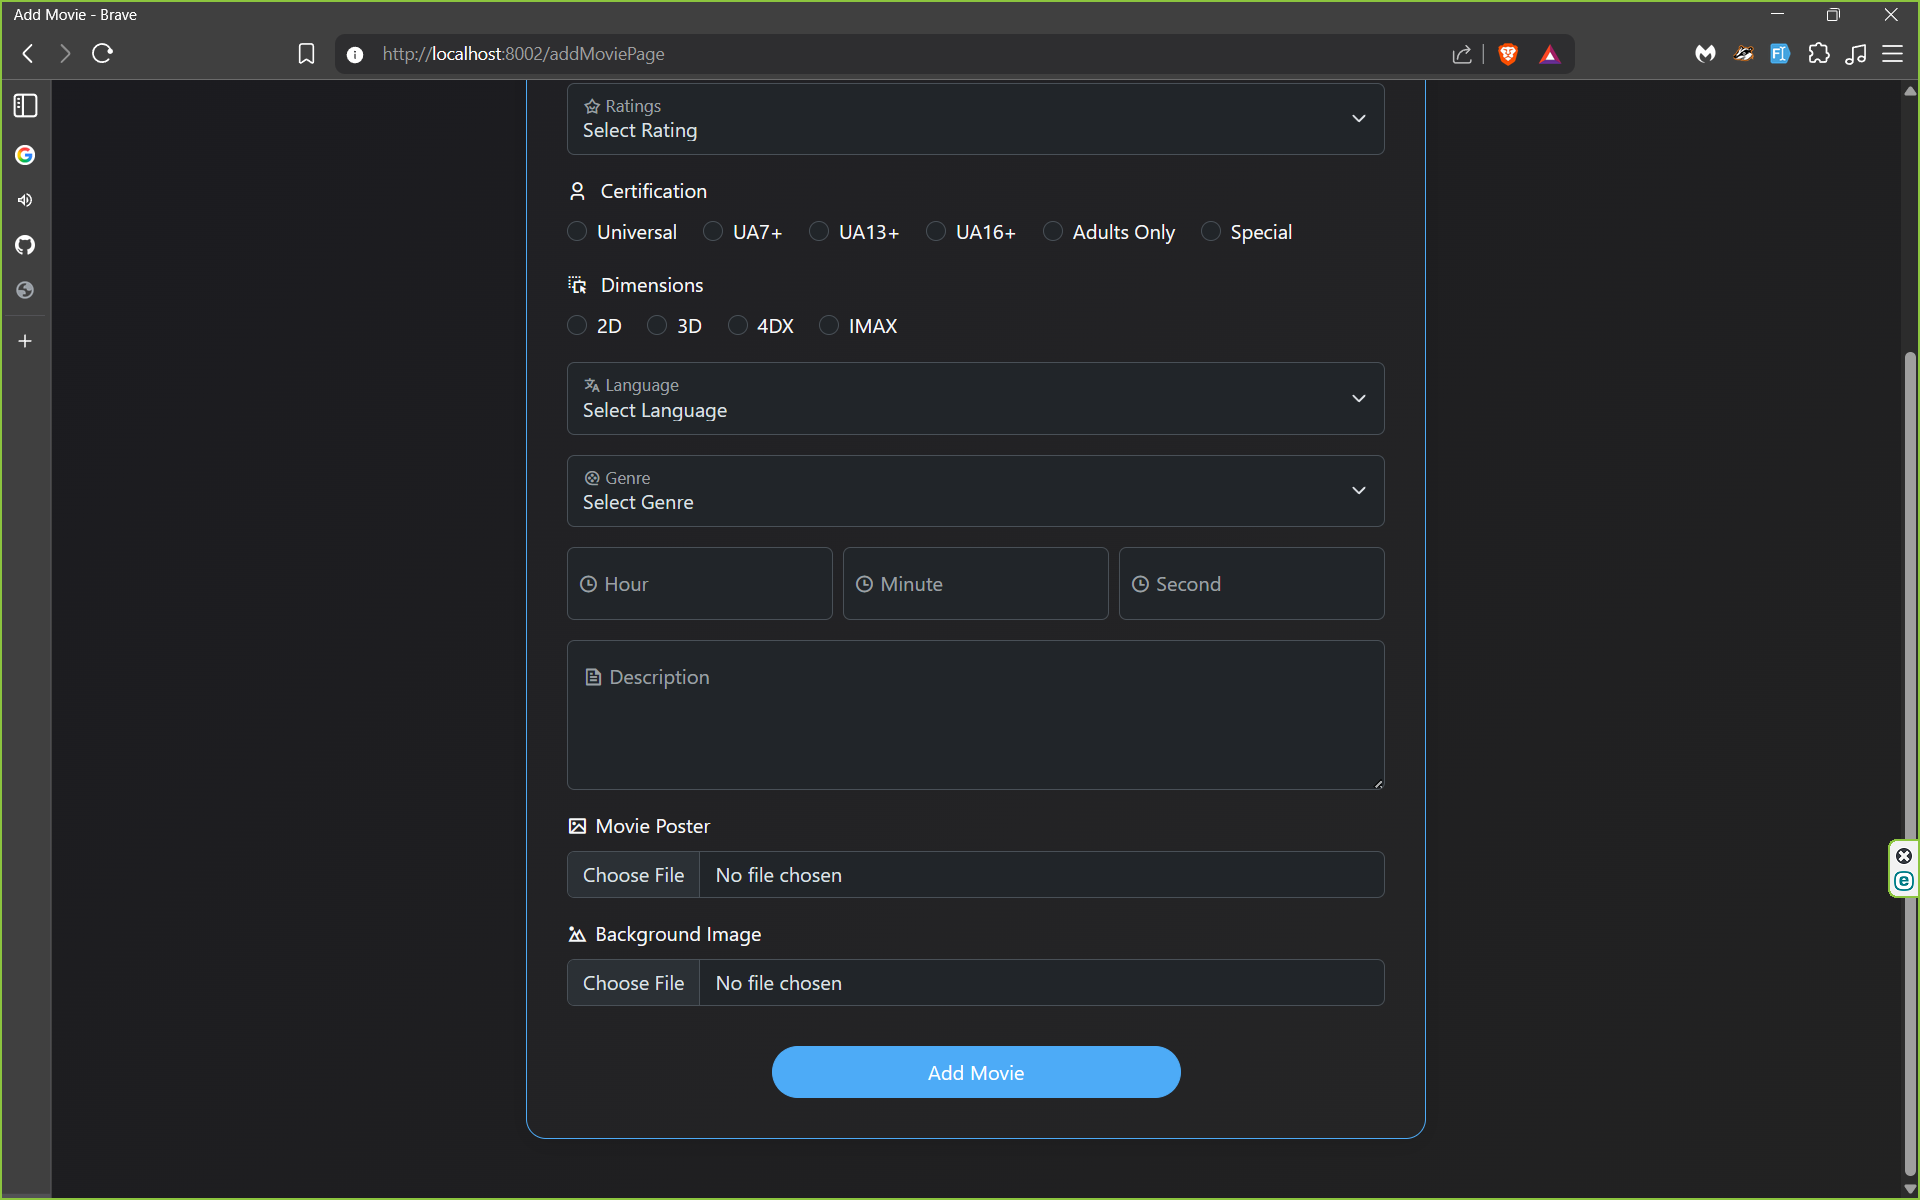 Add Movie - Brave
http://localhost:8002/addMoviePage
Ratings
Select Rating
Certification
Universal UA7+ UA13+ UA16+ Adults Only Special
Dimensions
2D 3D 4DX IMAX
Language
Select Language
Genre
Select Genre
Hour Minute Second
Description
Movie Poster
Choose File No file chosen
Background Image
Choose File No file chosen
Add Movie